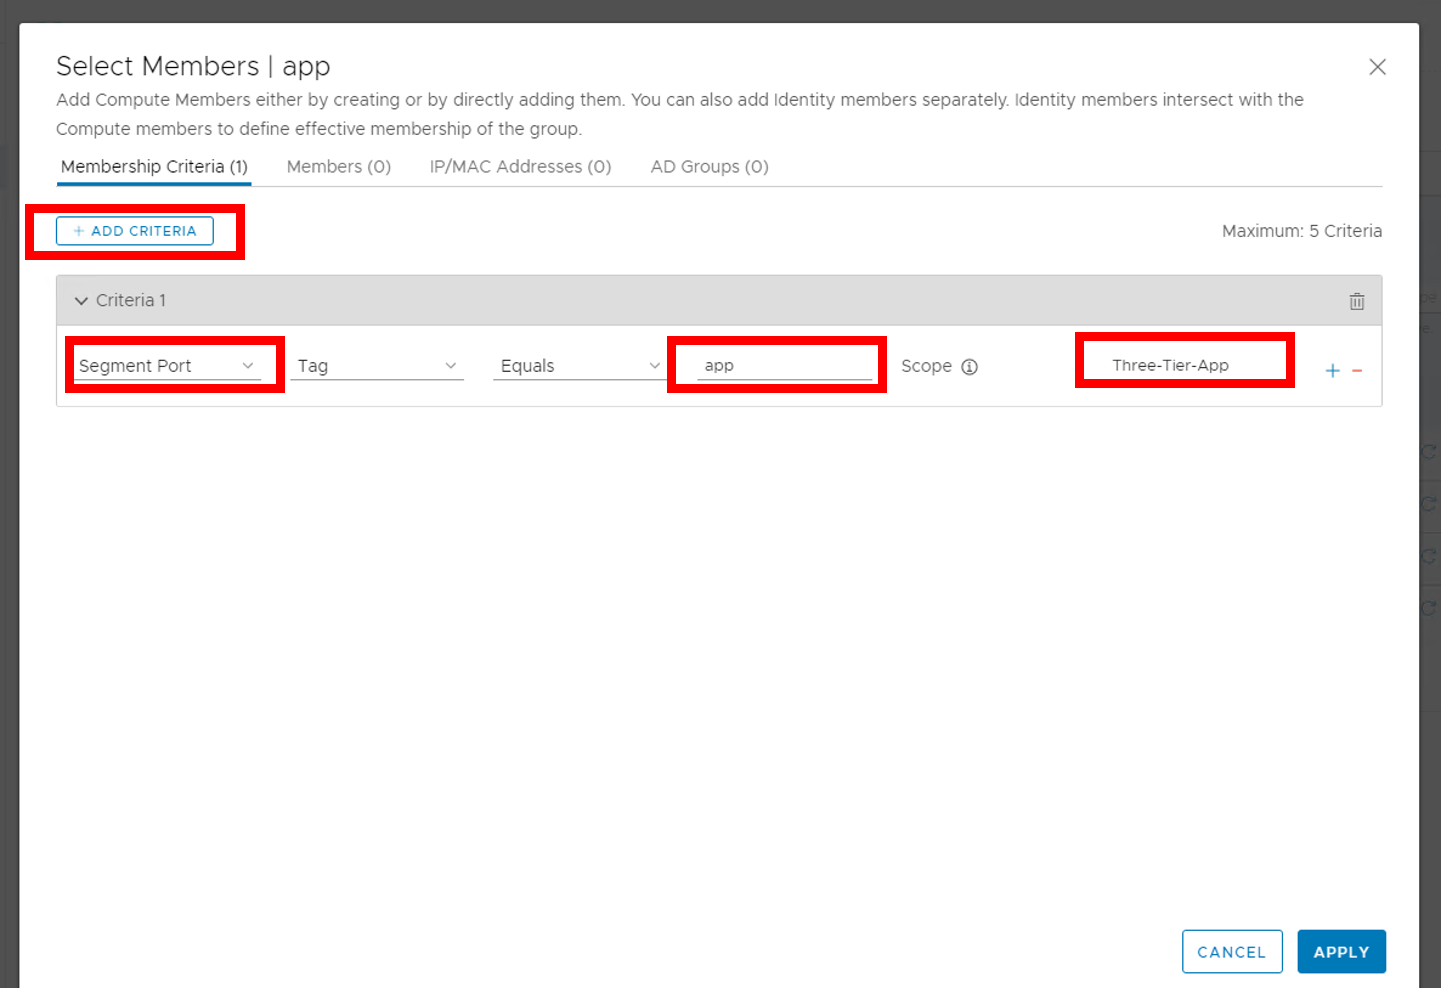 Select Members | app
Add Compute Members either by creating or by directly adding them. You can also add Identity members separately. Identity members intersect with the
Compute members to define effective membership of the group.
Membership Criteria (1) Members (0) IP/MAC Addresses (0) AD Groups (0)
+ ADD CRITERIA Maximum: 5 Criteria
Criteria 1
Segment Port Tag Equals app Scope Three-Tier-App
CANCEL APPLY